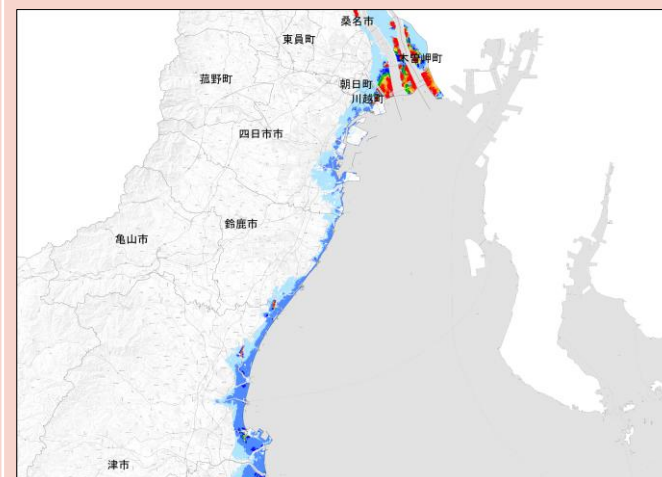 桑名市
東員町
木曽岬町
菰野町
朝日町
川越町
四日市市
鈴鹿市
亀山市
津市